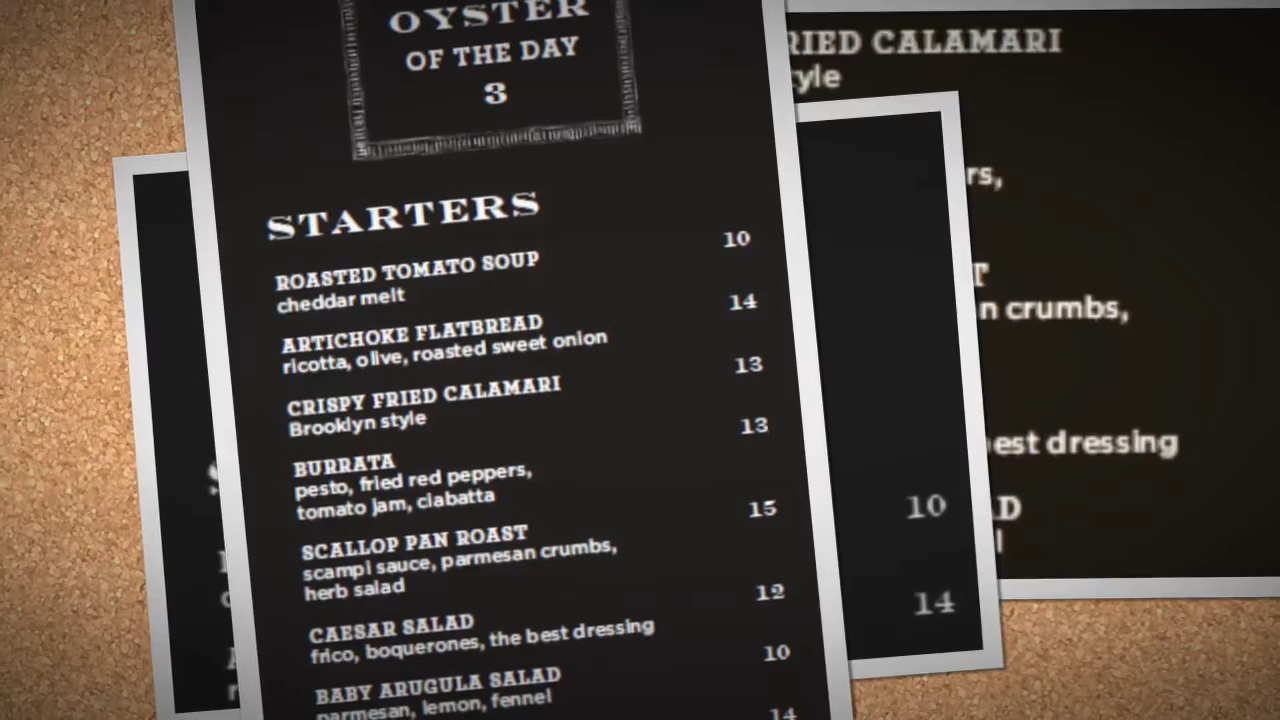 OYSTER
OF THE DAY
3
STARTERS
ROASTED TOMATO SOUP 10
cheddar melt
ARTICHOKE FLATBREAD 14
ricotta, olive, roasted sweet onion
CRISPY FRIED CALAMARI 13
Brooklyn style
BURRATA 13
pesto, fried red peppers,
tomato jam, ciabatta
SCALLOP PAN ROAST 15
scampi sauce, parmesan crumbs,
herb salad
CAESAR SALAD 12
frico, boquerones, the best dressing
BABY ARUGULA SALAD 10
parmesan, lemon, fennel
14
10
14
RIED CALAMARI
tyle
rs,
T
n crumbs,
est dressing
D